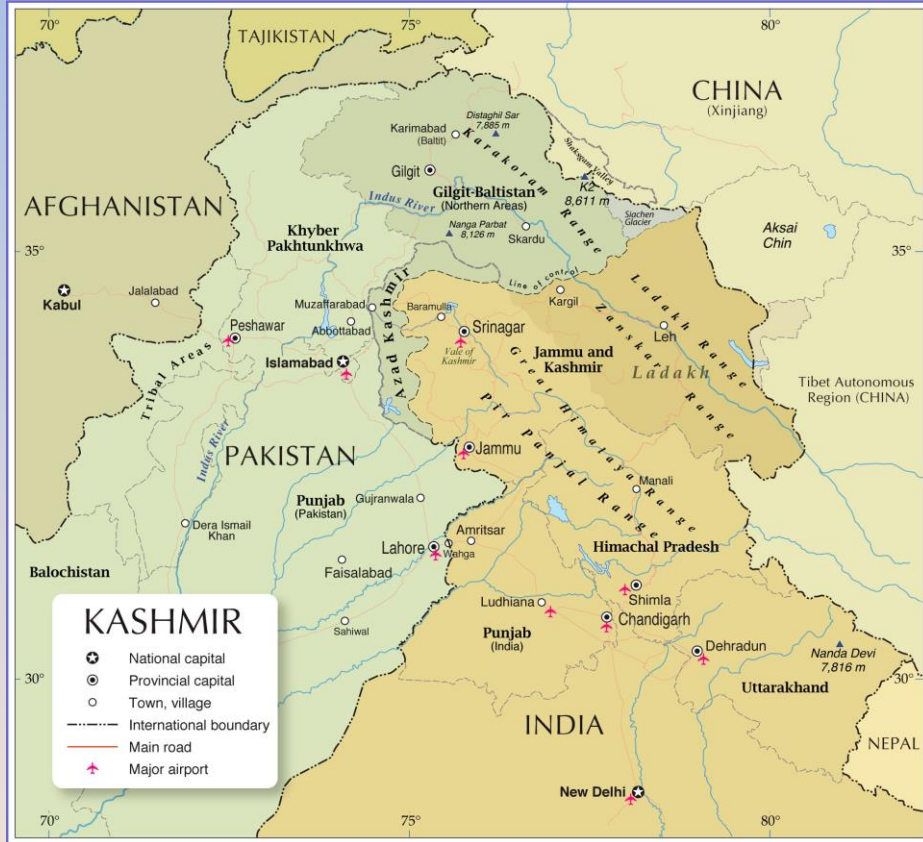 70°
75°
80°
TAJIKISTAN
CHINA
(Xinjiang)
Distaghil Sar
7,885 m
Karimabad
(Baltit)
Shaksgam Valley
Karakoram Range
Gilgit
K2
8,611 m
Gilgit-Baltistan
(Northern Areas)
Indus River
AFGHANISTAN
Siachen
Glacier
Khyber
Pakhtunkhwa
Nanga Parbat
8,126 m
Skardu
Aksai
Chin
35°
35°
Line of control
Kabul
Jalalabad
Kargil
Muzaffarabad
Baramulla
Abbottabad
Azad Kashmir
Ladakh Range
Zanskar Range
Peshawar
Srinagar
Leh
Tribal Areas
Vale of
Kashmir
Great Himalaya Range
Jammu and
Kashmir
Islamabad
Ladakh
Tibet Autonomous
Region (CHINA)
Pir Panjal Range
Indus River
PAKISTAN
Jammu
Manali
Punjab
(Pakistan)
Gujranwala
Dera Ismail
Khan
Amritsar
Lahore
Wahga
Himachal Pradesh
Faisalabad
Balochistan
Shimla
Ludhiana
Chandigarh
Sahiwal
Punjab
(India)
Dehradun
Nanda Devi
7,816 m
30°
30°
Uttarakhand
INDIA
NEPAL
New Delhi
KASHMIR
National capital
Provincial capital
Town, village
International boundary
Main road
Major airport
70°
75°
80°